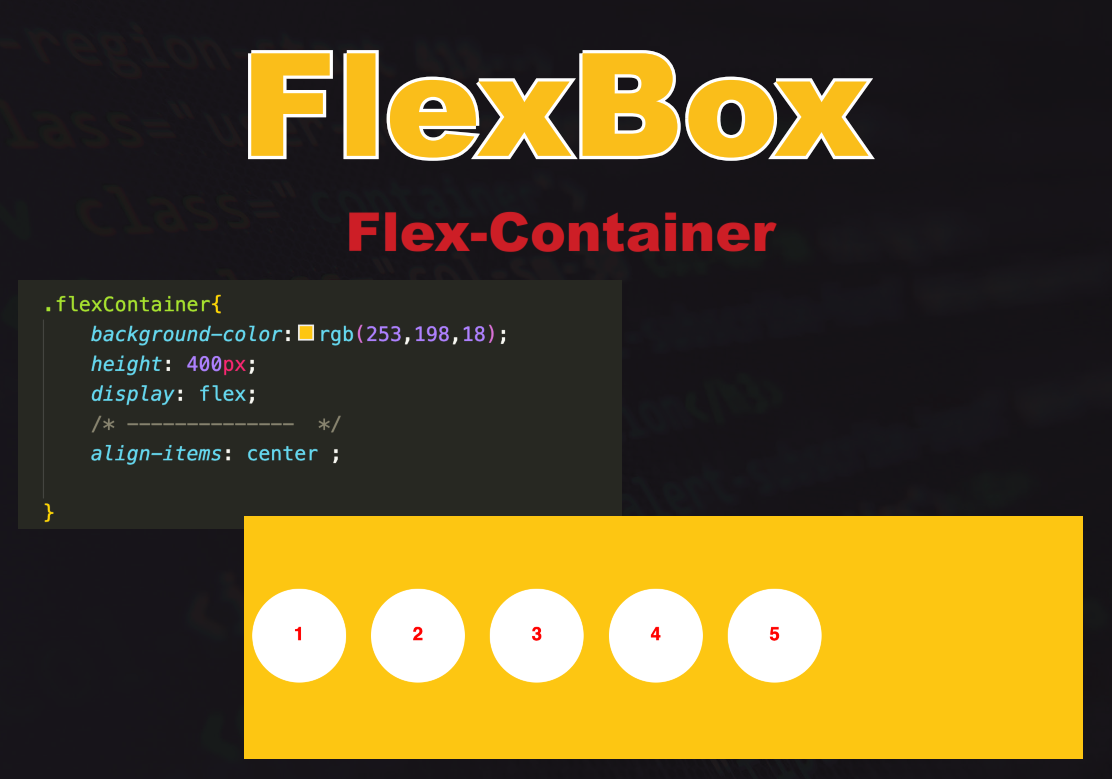 FlexBox
Flex-Container
.flexContainer{
background-color: rgb(253,198,18);
height: 400px;
display: flex;
/* -------------- */
align-items: center ;
}
1 2 3 4 5